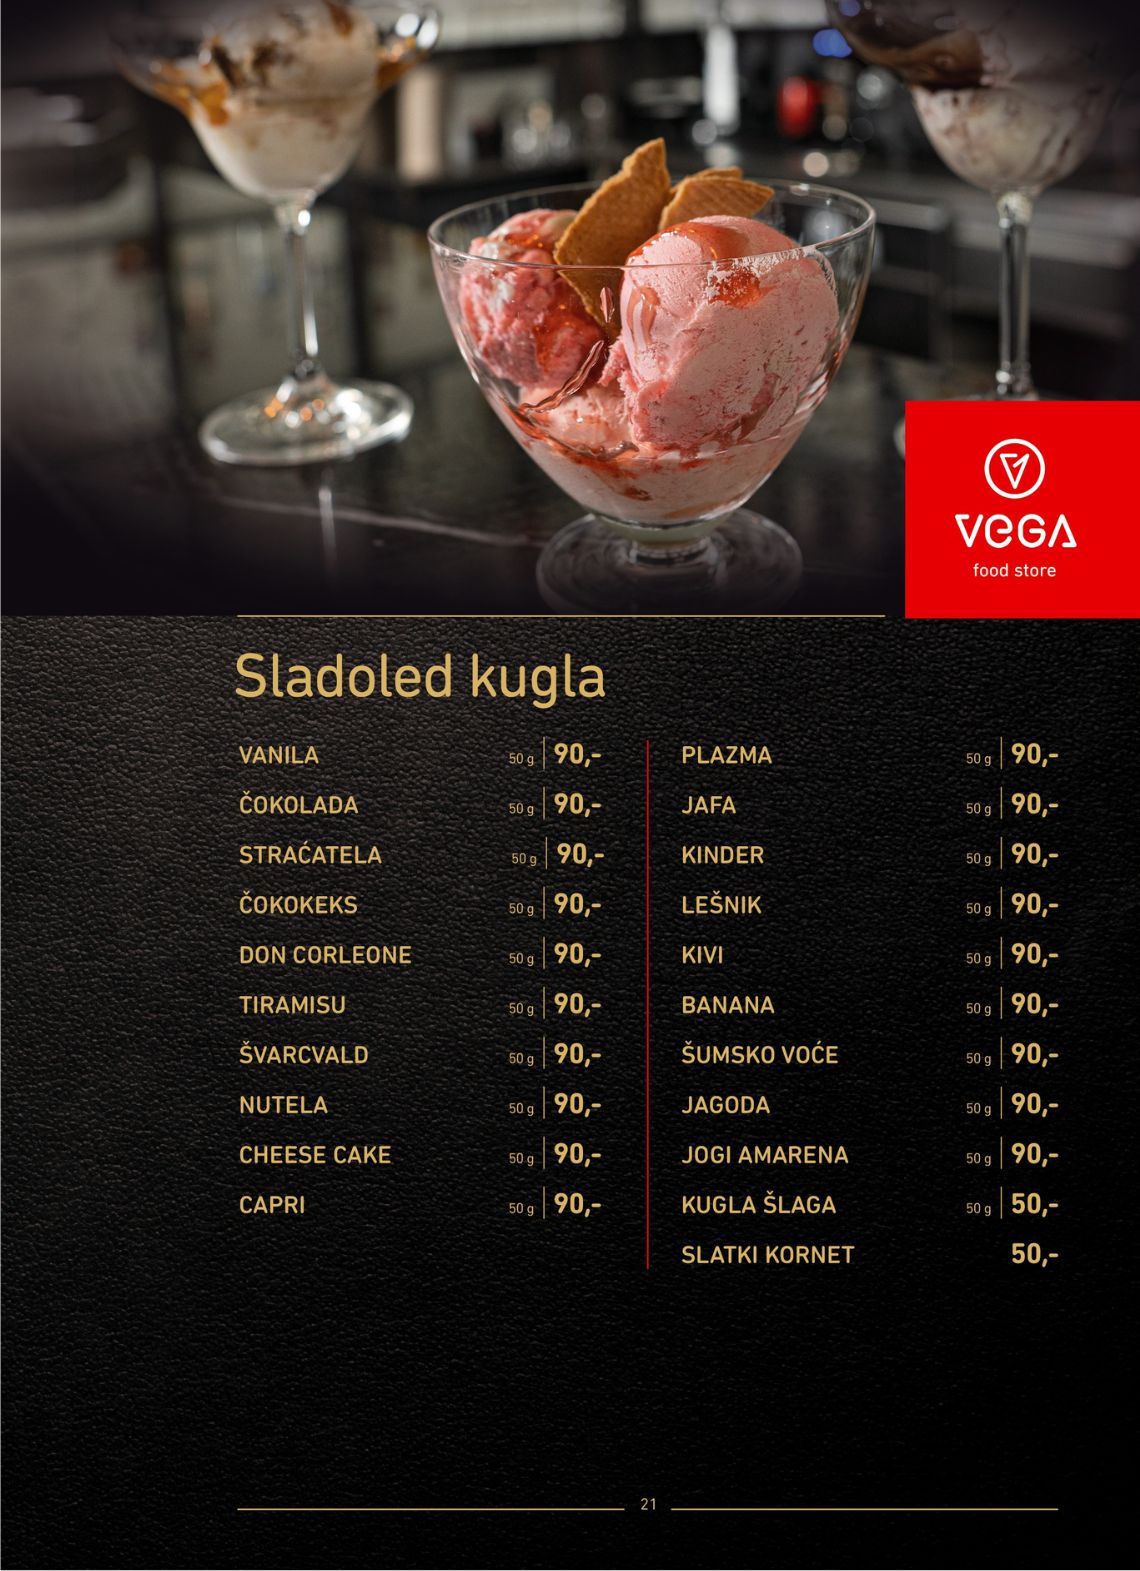 VEGA
food store
Sladoled kugla
VANILA 50 g 90,-
ČOKOLADA 50 g 90,-
STRAĆATELA 50 g 90,-
ČOKOKEKS 50 g 90,-
DON CORLEONE 50 g 90,-
TIRAMISU 50 g 90,-
ŠVARCVALD 50 g 90,-
NUTELA 50 g 90,-
CHEESE CAKE 50 g 90,-
CAPRI 50 g 90,-
PLAZMA 50 g 90,-
JAFA 50 g 90,-
KINDER 50 g 90,-
LEŠNIK 50 g 90,-
KIVI 50 g 90,-
BANANA 50 g 90,-
ŠUMSKO VOĆE 50 g 90,-
JAGODA 50 g 90,-
JOGI AMARENA 50 g 90,-
KUGLA ŠLAGA 50 g 50,-
SLATKI KORNET 50,-
21